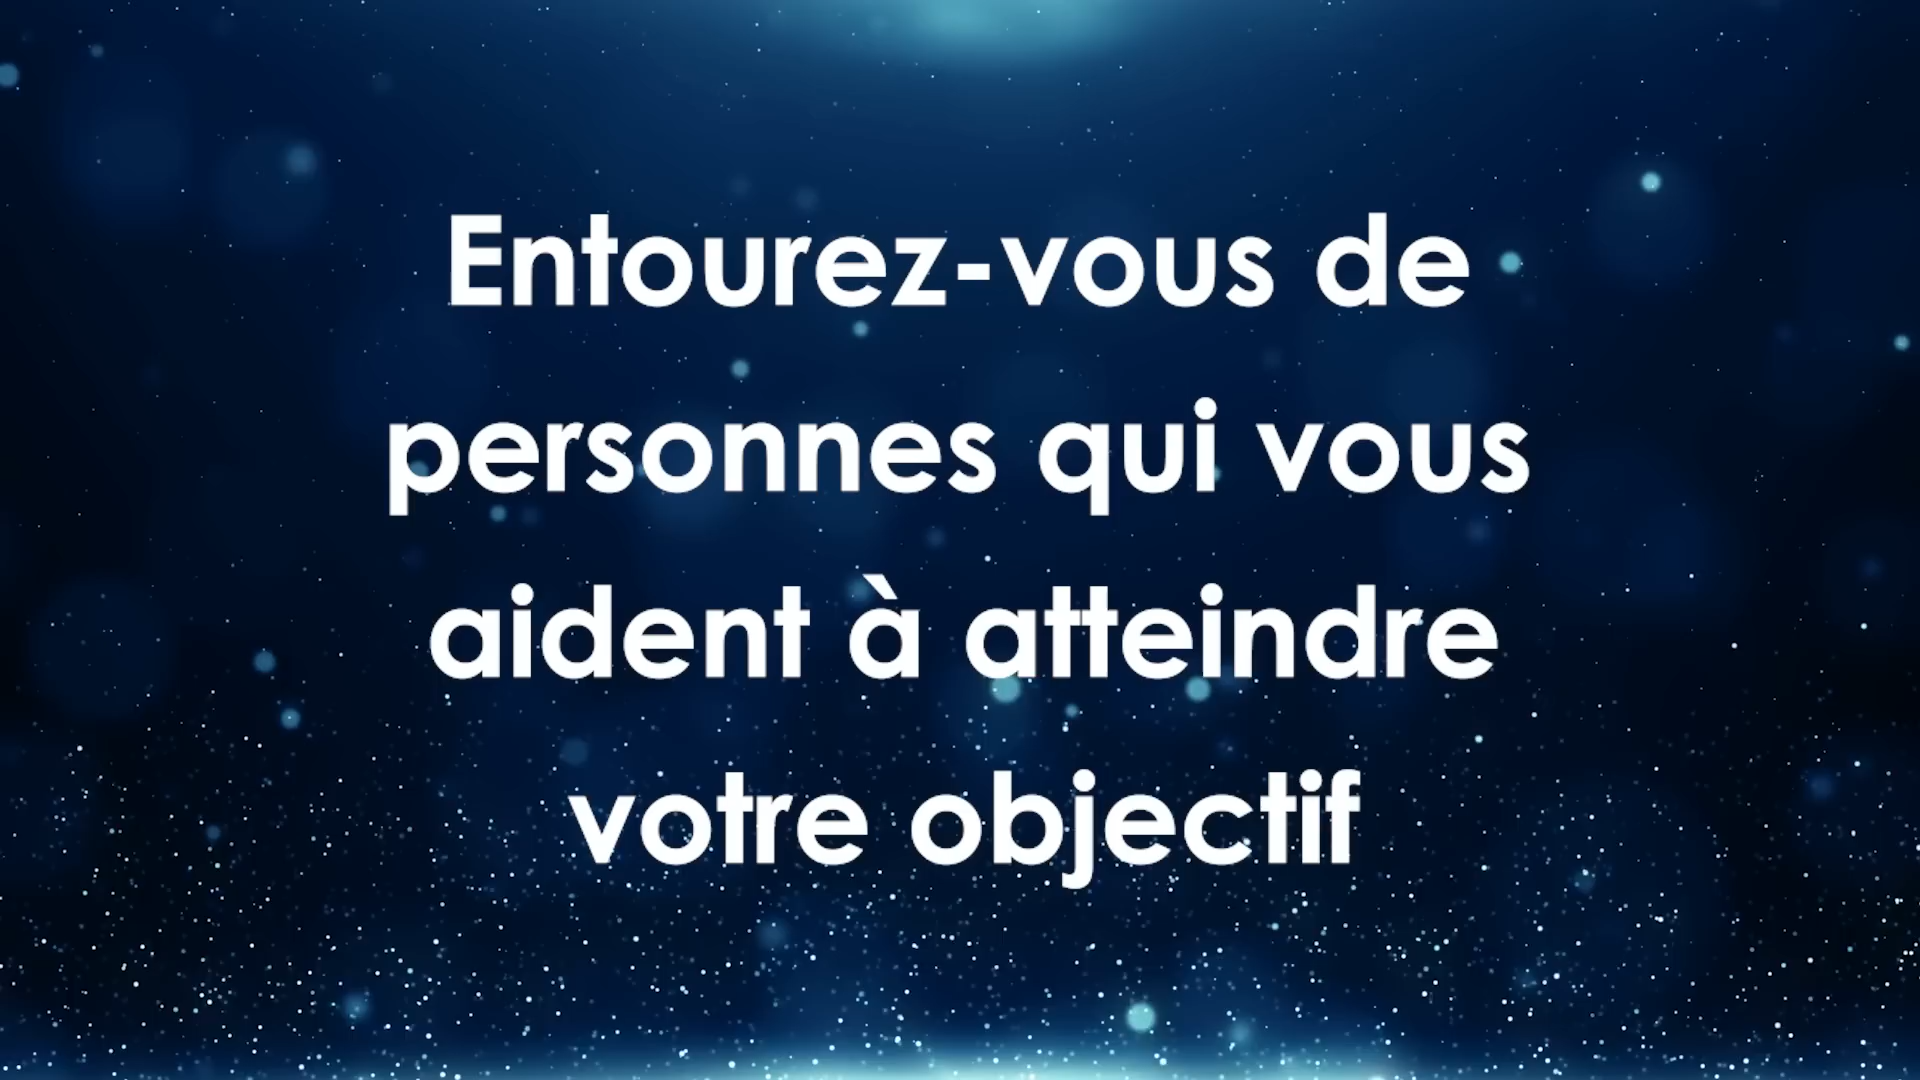 Entourez-vous de
personnes qui vous
aident à atteindre
votre objectif